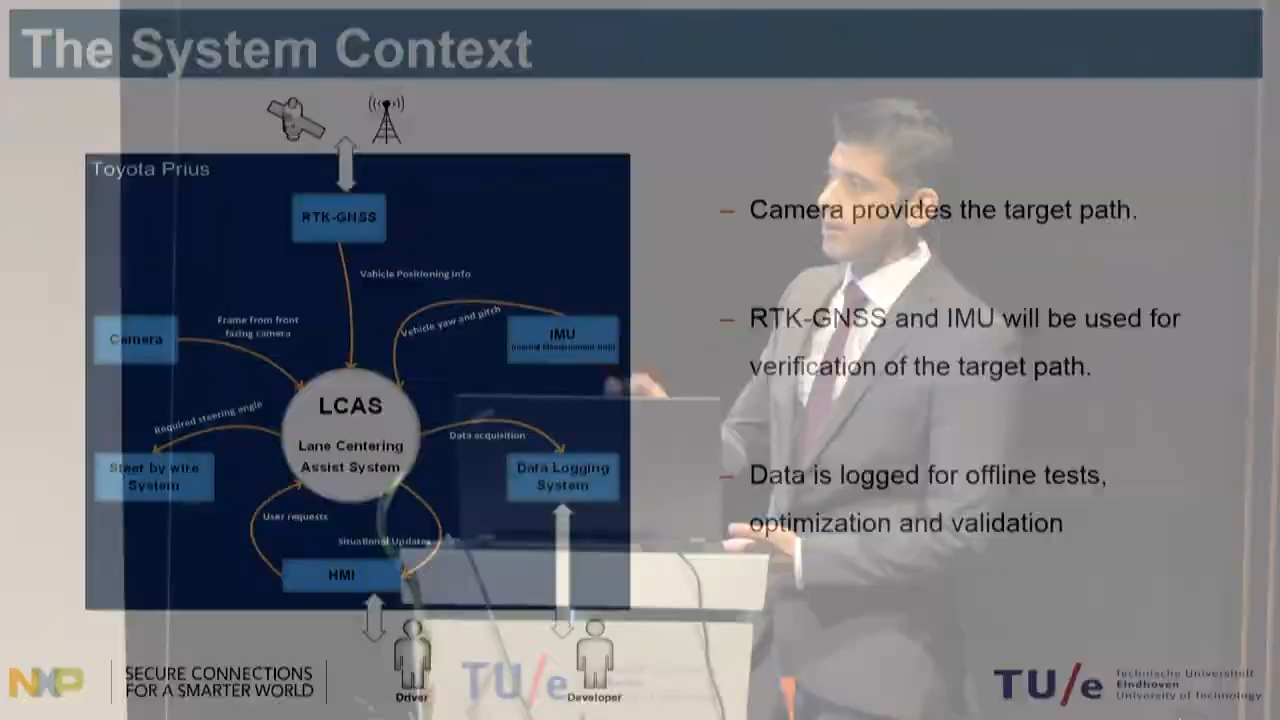 The System Context
Toyota Prius
RTK-GNSS
Vehicle Positioning info
Frame from front
facing camera
Vehicle yaw and pitch
Camera
IMU
LCAS
Lane Centering
Assist System
Required steering angle
Data acquisition
Steer by wire
System
Data Logging
System
User requests
Situational Updates
HMI
Driver
Developer
– Camera provides the target path.
– RTK-GNSS and IMU will be used for
verification of the target path.
– Data is logged for offline tests,
optimization and validation
NXP
SECURE CONNECTIONS
FOR A SMARTER WORLD
TU/e
TU/e
Technische Universiteit
Eindhoven
University of Technology